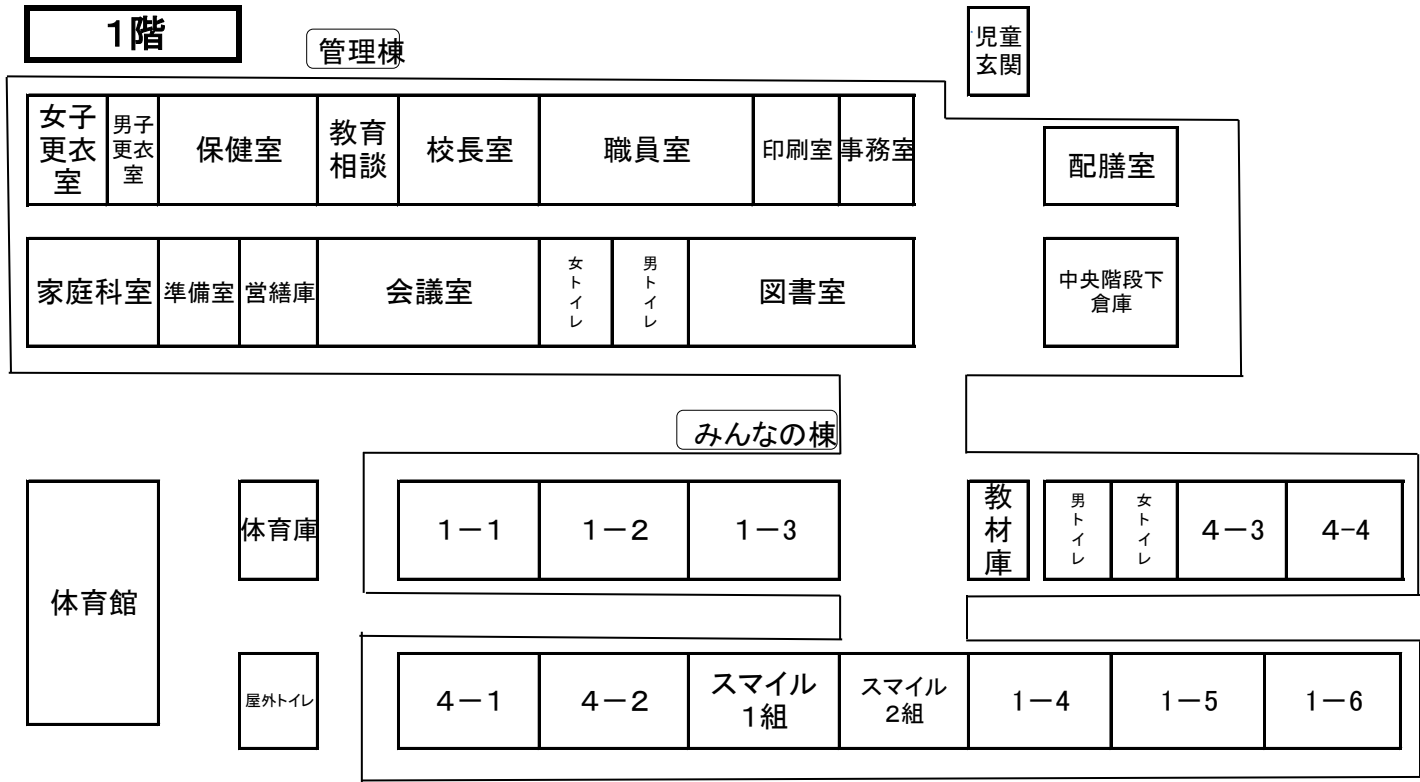 1階
管理棟
児童
玄関
女子
更衣
室
男子
更衣
室
保健室
教育
相談
校長室
職員室
印刷室
事務室
配膳室
家庭科室
準備室
営繕庫
会議室
女トイレ
男トイレ
図書室
中央階段下
倉庫
みんなの棟
体育館
体育庫
1－1
1－2
1－3
教
材
庫
男トイレ
女トイレ
4－3
4-4
屋外トイレ
4－1
4－2
スマイル
1組
スマイル
2組
1－4
1－5
1－6